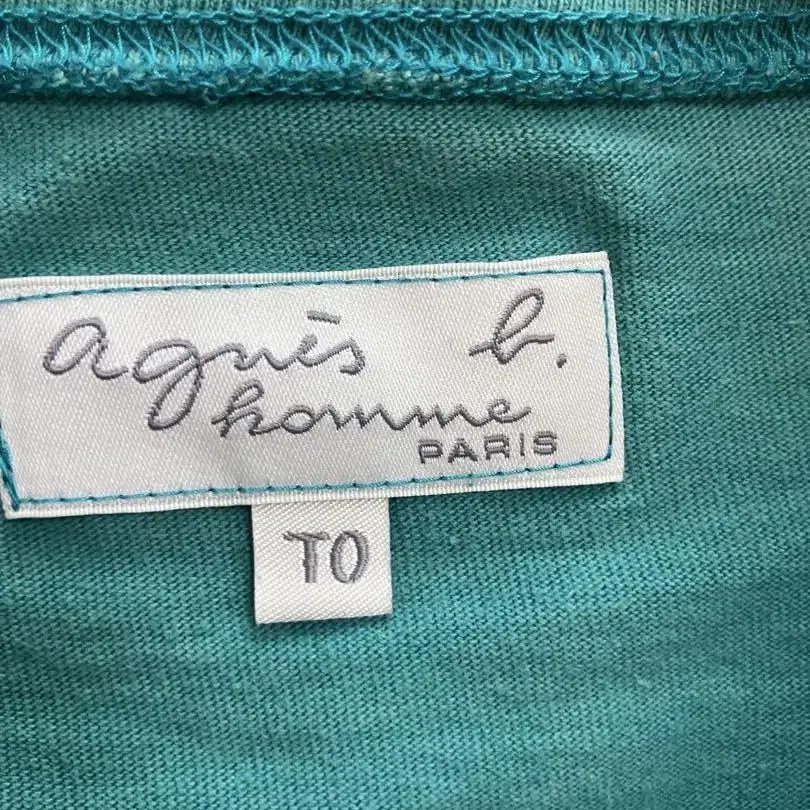 agnès b.
homme
PARIS
T0